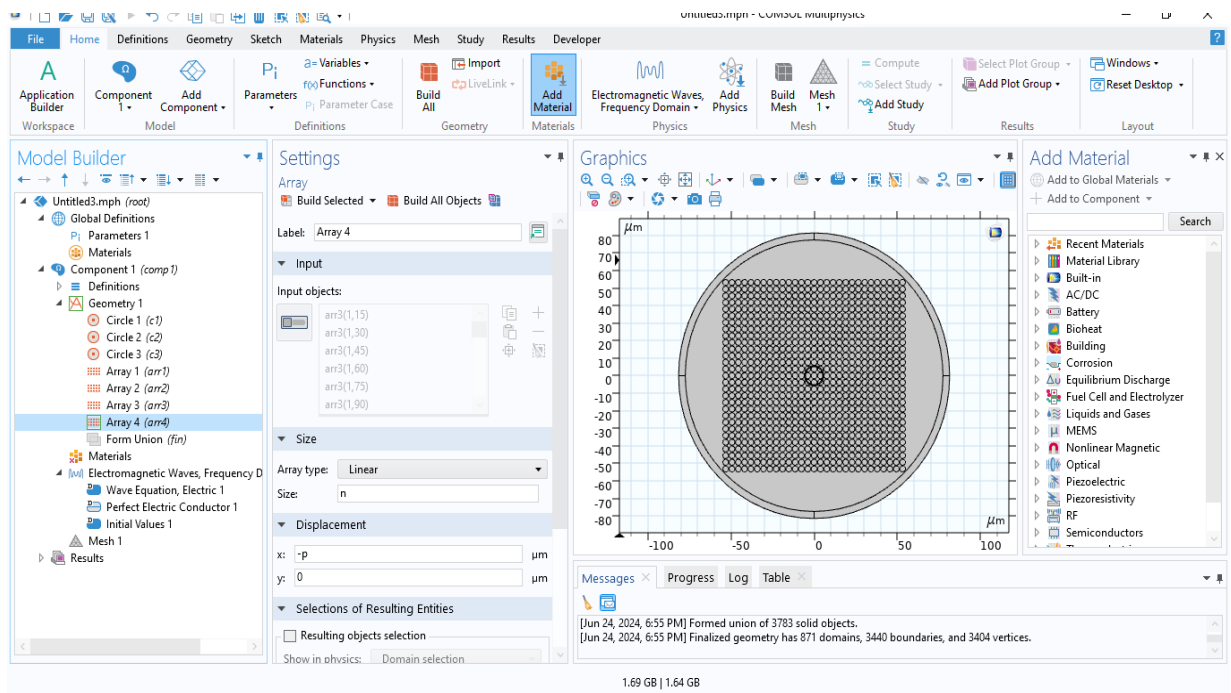 Untitled3.mph - COMSOL Multiphysics
File Home Definitions Geometry Sketch Materials Physics Mesh Study Results Developer
Application Builder
Workspace
Component 1
Add Component
Model
Pi
Parameters
a= Variables
f(x) Functions
Pi Parameter Case
Definitions
Build All
Import
LiveLink
Geometry
Add Material
Materials
Electromagnetic Waves, Frequency Domain
Add Physics
Physics
Build Mesh
Mesh 1
Mesh
= Compute
Select Study
Add Study
Study
Select Plot Group
Add Plot Group
Results
Windows
Reset Desktop
Layout
Model Builder
Untitled3.mph (root)
Global Definitions
Pi Parameters 1
Materials
Component 1 (comp1)
Definitions
Geometry 1
Circle 1 (c1)
Circle 2 (c2)
Circle 3 (c3)
Array 1 (arr1)
Array 2 (arr2)
Array 3 (arr3)
Array 4 (arr4)
Form Union (fin)
Materials
Electromagnetic Waves, Frequency D
Wave Equation, Electric 1
Perfect Electric Conductor 1
Initial Values 1
Mesh 1
Results
Settings
Array
Build Selected Build All Objects
Label: Array 4
Input
Input objects:
arr3(1,15)
arr3(1,30)
arr3(1,45)
arr3(1,60)
arr3(1,75)
arr3(1,90)
Size
Array type: Linear
Size: n
Displacement
x: -p µm
y: 0 µm
Selections of Resulting Entities
Resulting objects selection
Show in physics: Domain selection
Graphics
µm
80
70
60
50
40
30
20
10
0
-10
-20
-30
-40
-50
-60
-70
-80
µm
-100 -50 0 50 100
Messages Progress Log Table
[Jun 24, 2024, 6:55 PM] Formed union of 3783 solid objects.
[Jun 24, 2024, 6:55 PM] Finalized geometry has 871 domains, 3440 boundaries, and 3404 vertices.
Add Material
Add to Global Materials
Add to Component
Search
Recent Materials
Material Library
Built-in
AC/DC
Battery
Bioheat
Building
Corrosion
Equilibrium Discharge
Fuel Cell and Electrolyzer
Liquids and Gases
MEMS
Nonlinear Magnetic
Optical
Piezoelectric
Piezoresistivity
RF
Semiconductors
1.69 GB | 1.64 GB